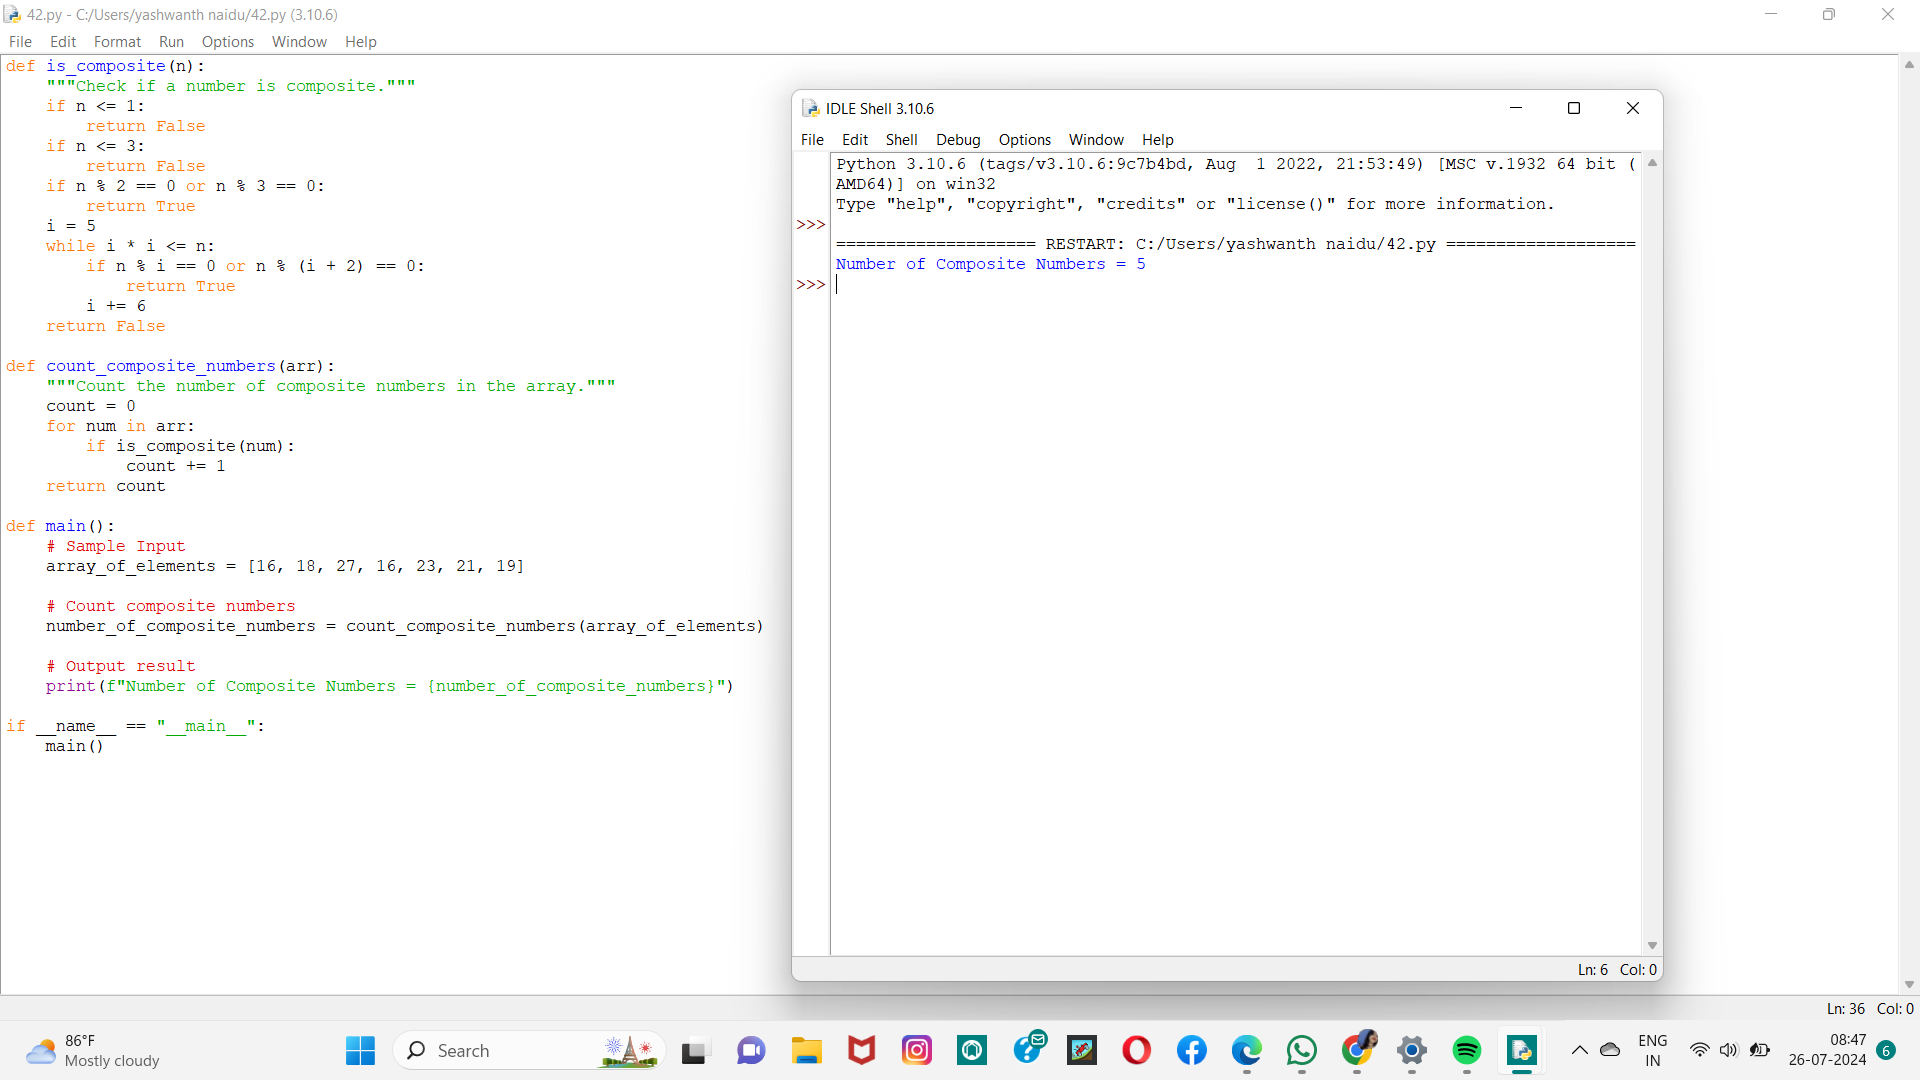 42.py - C:/Users/yashwanth naidu/42.py (3.10.6)
File Edit Format Run Options Window Help
def is_composite(n):
    """Check if a number is composite."""
    if n <= 1:
        return False
    if n <= 3:
        return False
    if n % 2 == 0 or n % 3 == 0:
        return True
    i = 5
    while i * i <= n:
        if n % i == 0 or n % (i + 2) == 0:
            return True
        i += 6
    return False
def count_composite_numbers(arr):
    """Count the number of composite numbers in the array."""
    count = 0
    for num in arr:
        if is_composite(num):
            count += 1
    return count
def main():
    # Sample Input
    array_of_elements = [16, 18, 27, 16, 23, 21, 19]
    # Count composite numbers
    number_of_composite_numbers = count_composite_numbers(array_of_elements)
    # Output result
    print(f"Number of Composite Numbers = {number_of_composite_numbers}")
if __name__ == "__main__":
    main()
IDLE Shell 3.10.6
File Edit Shell Debug Options Window Help
Python 3.10.6 (tags/v3.10.6:9c7b4bd, Aug  1 2022, 21:53:49) [MSC v.1932 64 bit (
AMD64)] on win32
Type "help", "copyright", "credits" or "license()" for more information.
>>>
==================== RESTART: C:/Users/yashwanth naidu/42.py ===================
Number of Composite Numbers = 5
>>>
Ln: 6 Col: 0
Ln: 36 Col: 0
86°F
Mostly cloudy
Search
ENG
IN
08:47
26-07-2024
6